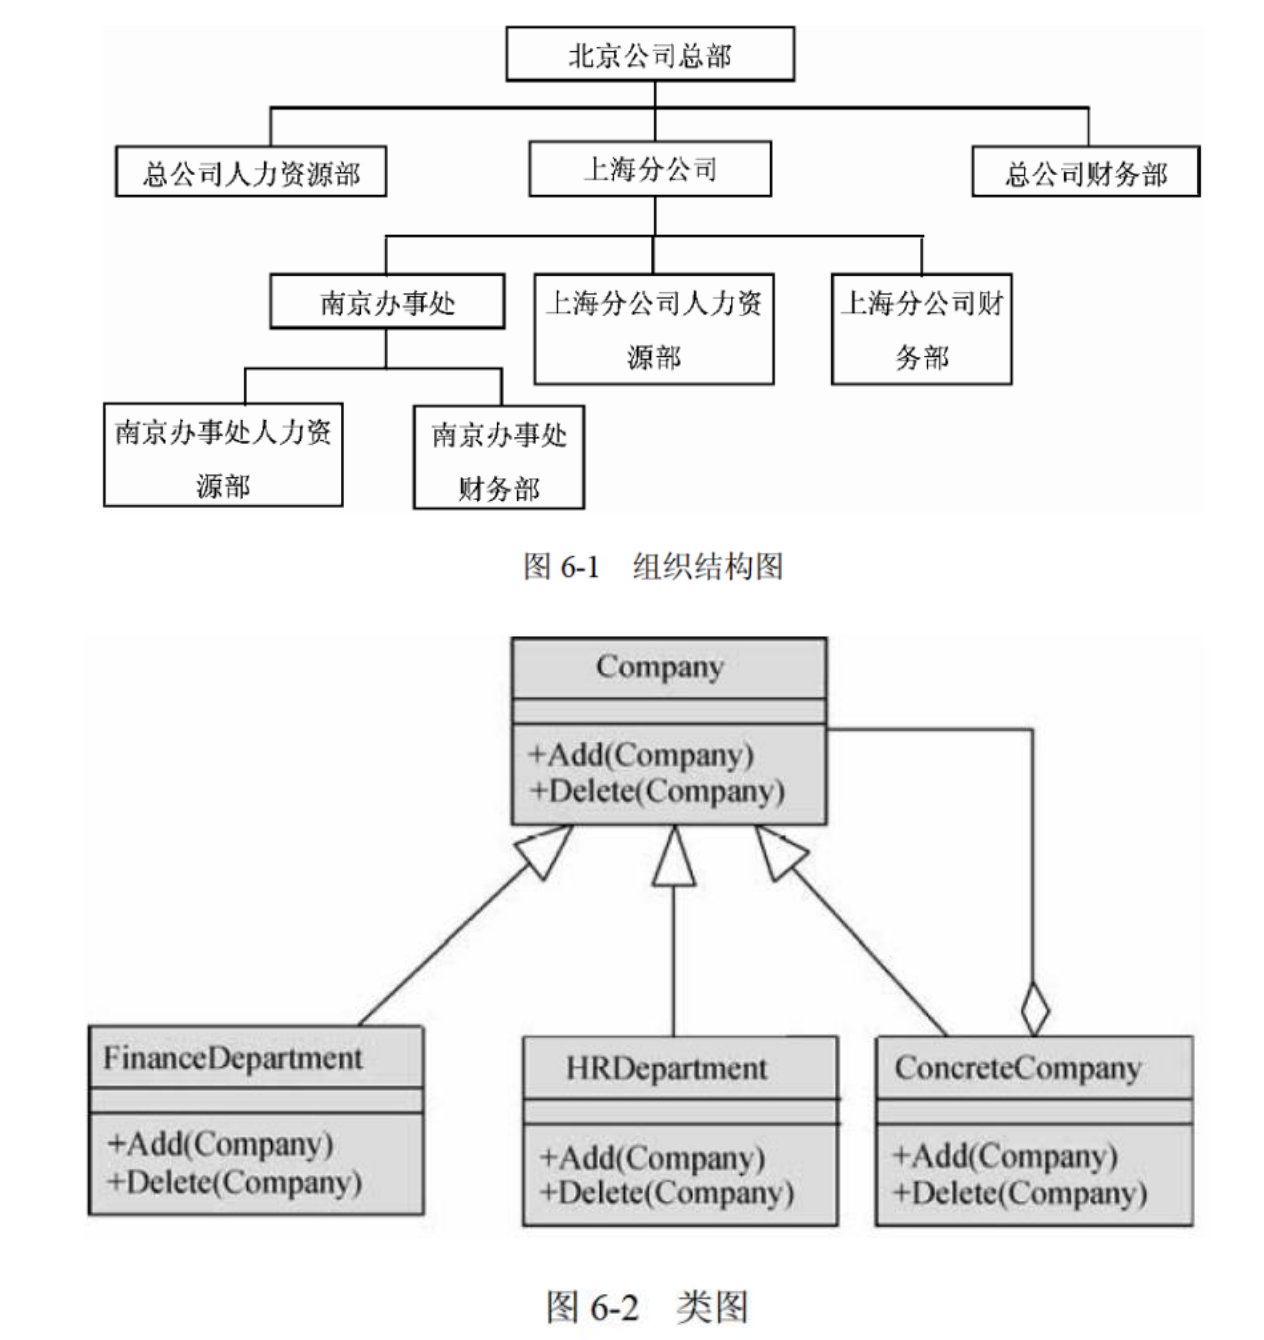 北京公司总部
总公司人力资源部
上海分公司
总公司财务部
南京办事处
上海分公司人力资
源部
上海分公司财
务部
南京办事处人力资
源部
南京办事处
财务部
图 6-1 组织结构图
Company
+Add(Company)
+Delete(Company)
FinanceDepartment
+Add(Company)
+Delete(Company)
HRDepartment
+Add(Company)
+Delete(Company)
ConcreteCompany
+Add(Company)
+Delete(Company)
图 6-2 类图